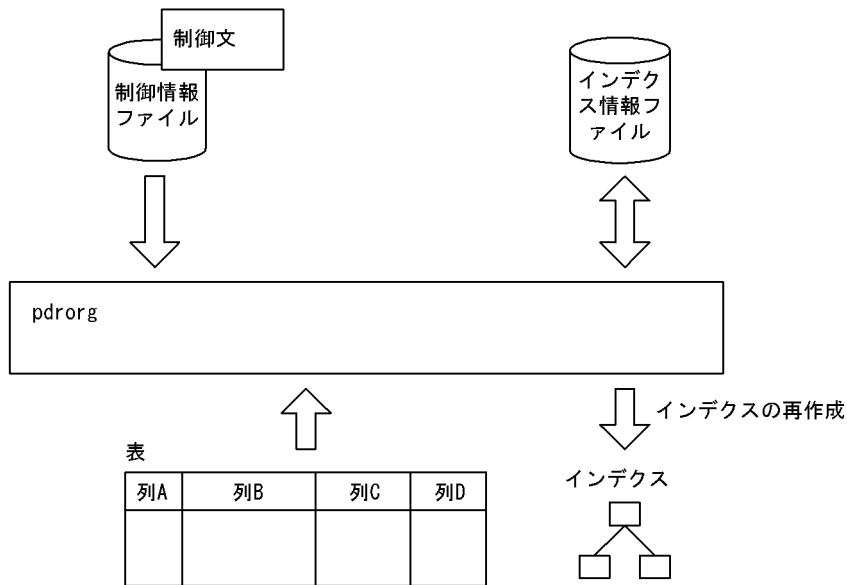 制御文
制御情報
ファイル
インデク
ス情報フ
ァイル
pdrorg
インデクスの再作成
表
列A 列B 列C 列D
インデクス